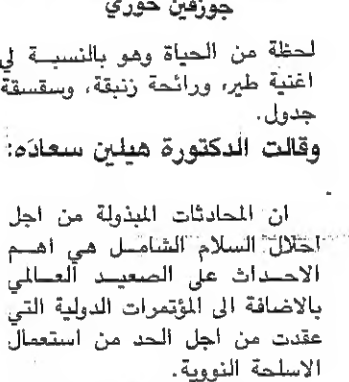 جوزفين خوري
لحظة من الحياة وهو بالنسبة لي
اغنية طير، ورائحة زنبقة، وسقسقة
جدول.
وقالت الدكتورة هيلين سعاده:
ان المحادثات المبذولة من اجل
احلال السلام الشامل هي اهم
الاحداث على الصعيد العالمي
بالاضافة الى المؤتمرات الدولية التي
عقدت من اجل الحد من استعمال
الاسلحة النووية.